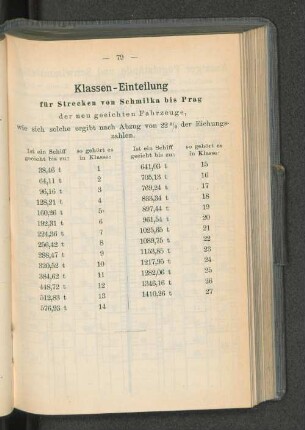 — 79 —
Klassen-Einteilung
für Strecken von Schmilka bis Prag
der neu geeichten Fahrzeuge,
wie sich solche ergibt nach Abzug von 22 % der Eichungs-
zahlen.
Ist ein Schiff geeicht bis zu: so gehört es in Klasse:
38,46 t 1
64,11 t 2
96,16 t 3
128,21 t 4
160,26 t 5
192,31 t 6
224,36 t 7
256,42 t 8
288,47 t 9
320,52 t 10
384,62 t 11
448,72 t 12
512,83 t 13
576,93 t 14
Ist ein Schiff geeicht bis zu: so gehört es in Klasse:
641,03 t 15
705,13 t 16
769,24 t 17
833,34 t 18
897,44 t 19
961,54 t 20
1025,65 t 21
1089,75 t 22
1153,85 t 23
1217,95 t 24
1282,06 t 25
1346,16 t 26
1410,26 t 27